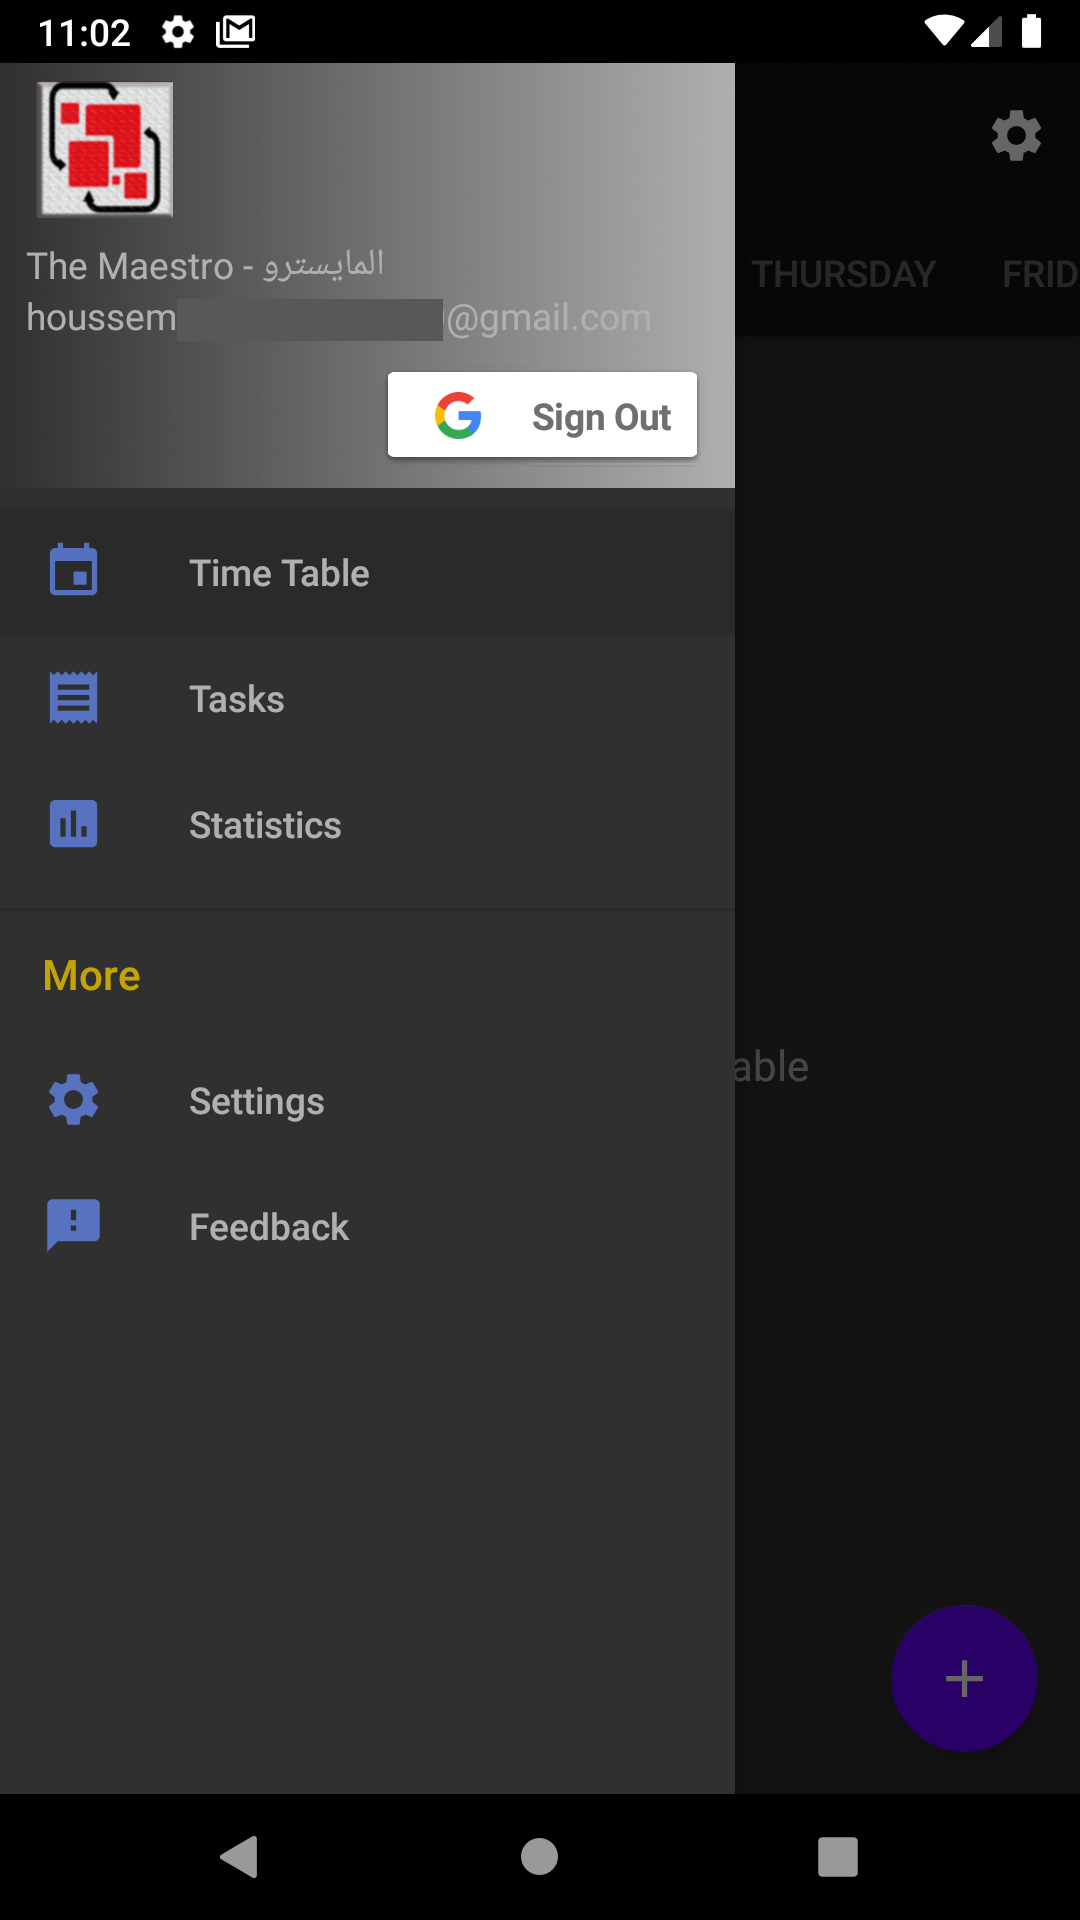 11:02
The Maestro - المايسترو
houssem @gmail.com
Sign Out
THURSDAY
FRID
Time Table
Tasks
Statistics
More
able
Settings
Feedback